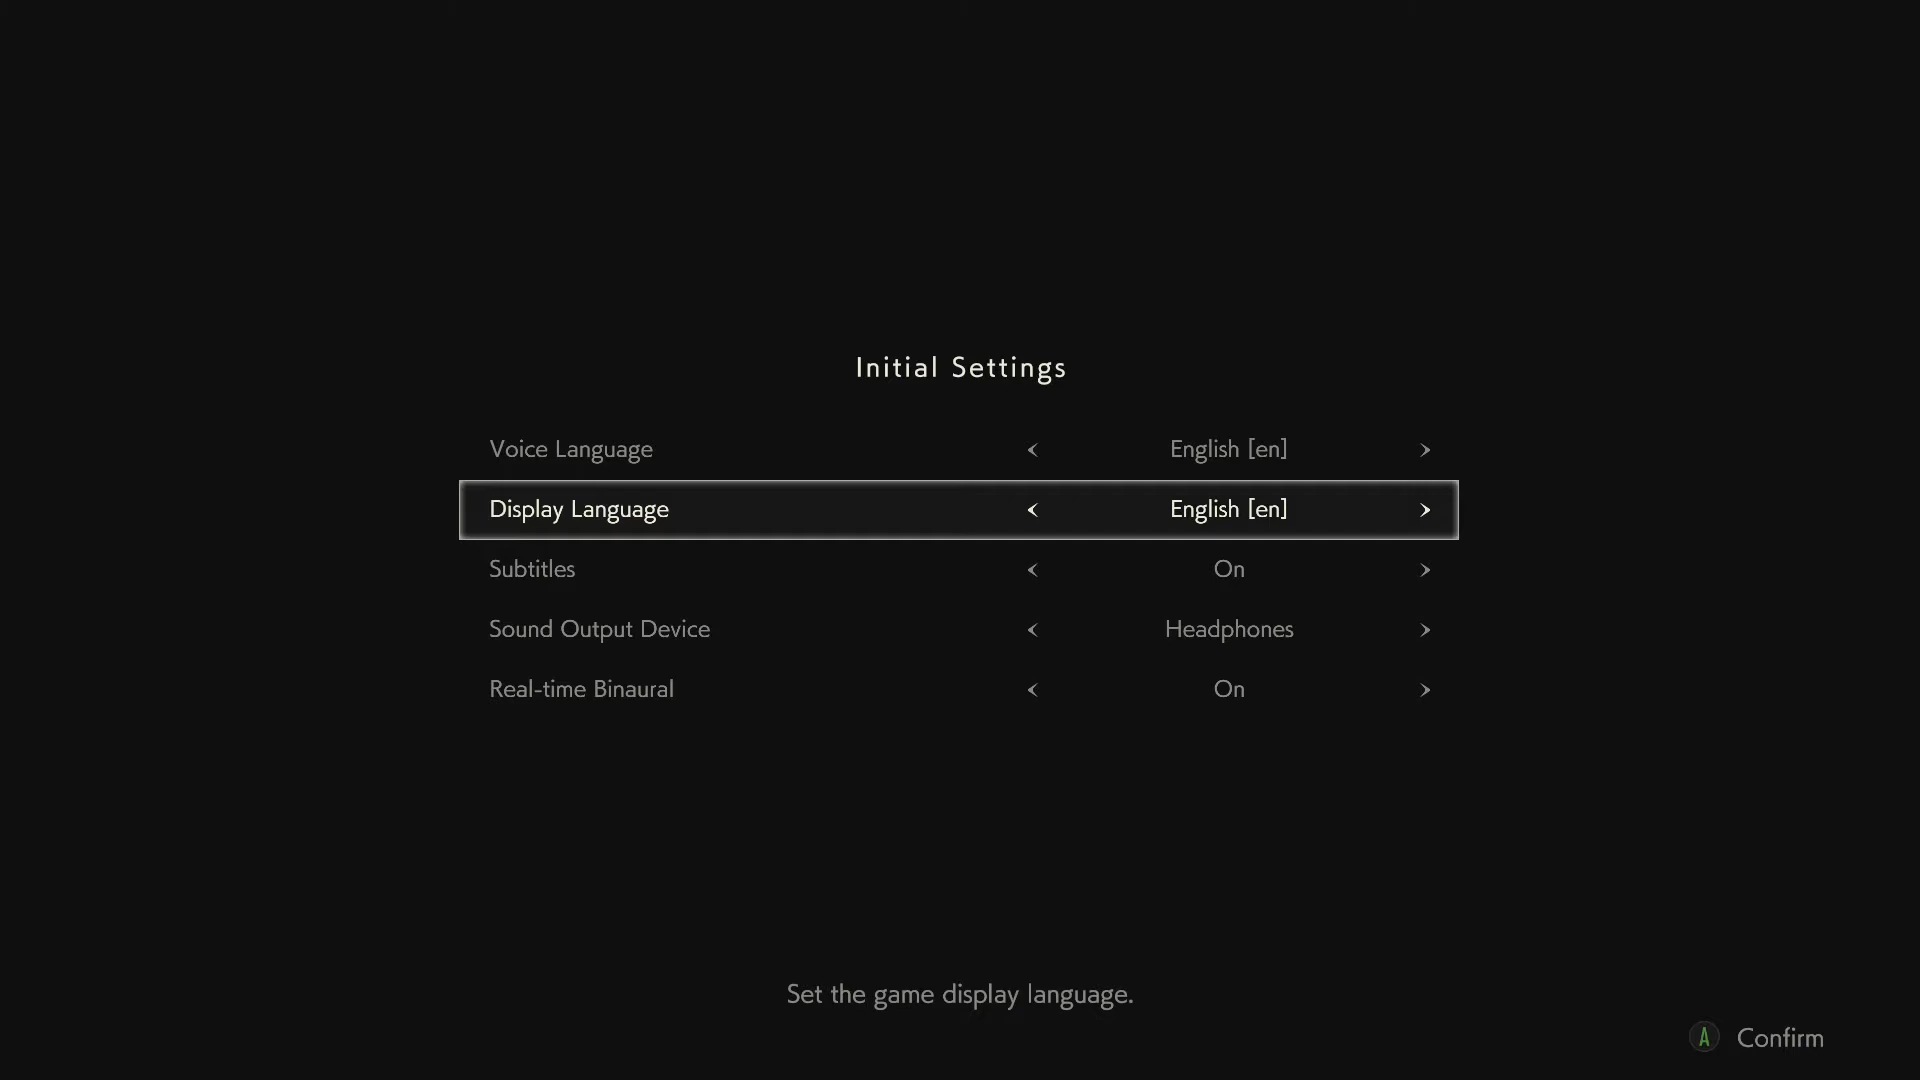 Initial Settings
Voice Language < English [en] >
Display Language < English [en] >
Subtitles < On >
Sound Output Device < Headphones >
Real-time Binaural < On >
Set the game display language.
A Confirm